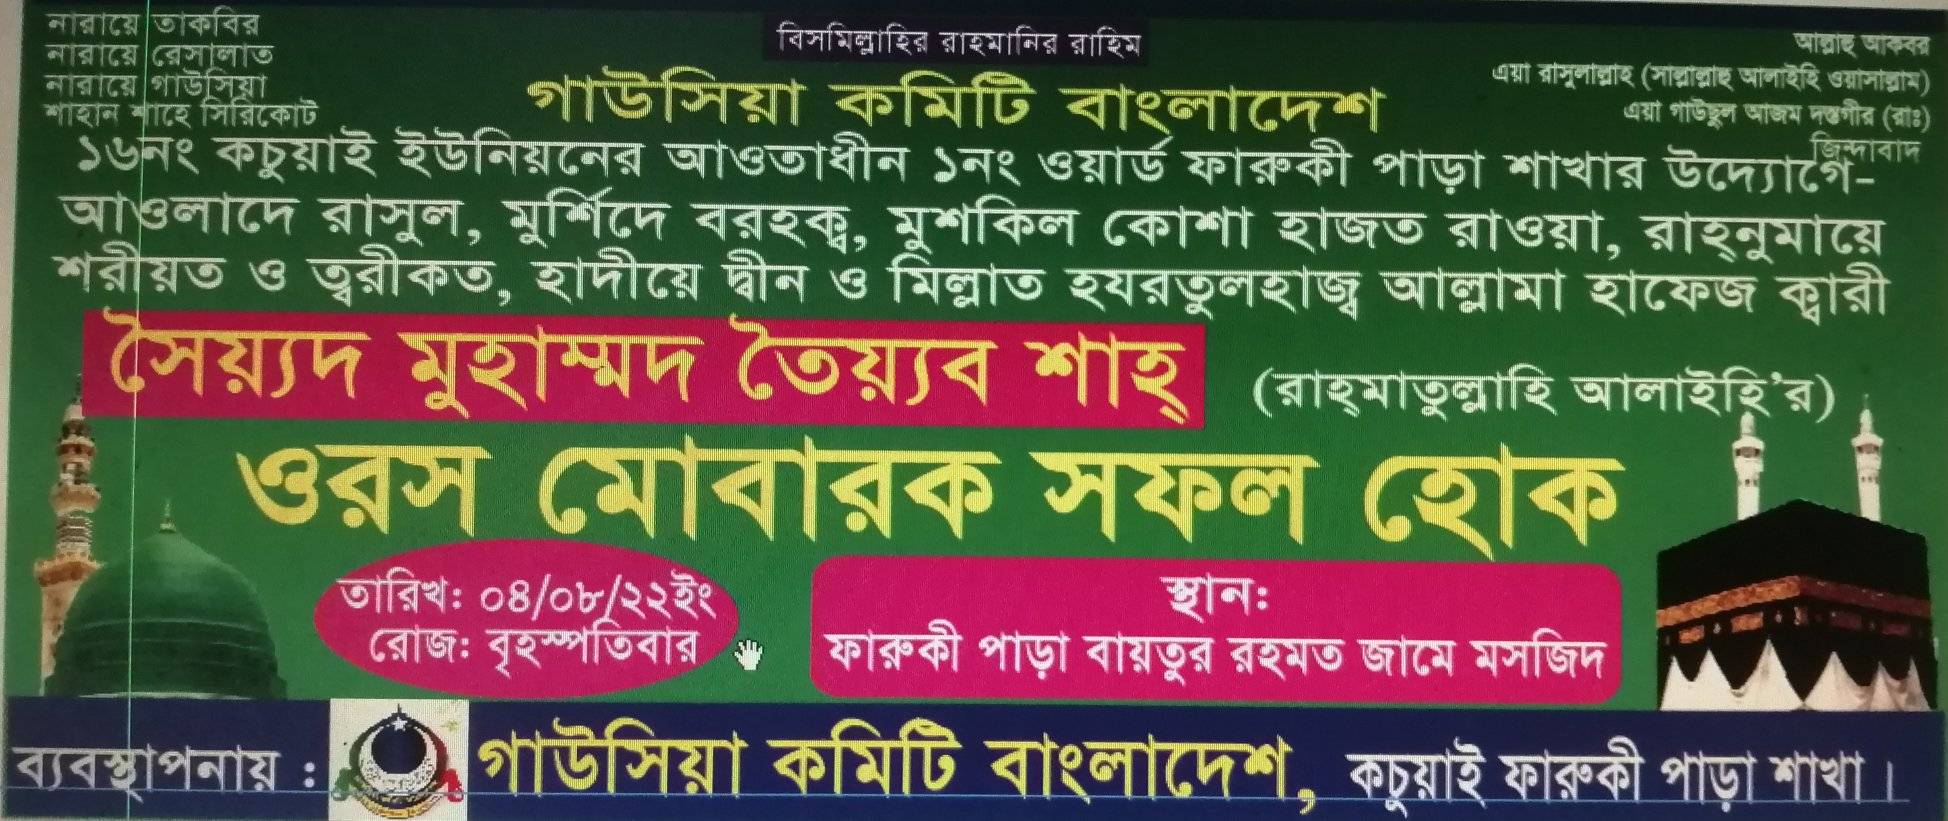 নারায়ে তাকবির
নারায়ে রেসালাত
নারায়ে গাউসিয়া
শাহান শাহে সিরিকোট
বিসমিল্লাহির রাহমানির রাহিম
আল্লাহু আকবর
এয়া রাসুলাল্লাহ (সাল্লাল্লাহু আলাইহি ওয়াসাল্লাম)
এয়া গাউছুল আজম দস্তগীর (রাঃ)
জিন্দাবাদ
গাউসিয়া কমিটি বাংলাদেশ
১৬নং কচুয়াই ইউনিয়নের আওতাধীন ১নং ওয়ার্ড ফারুকী পাড়া শাখার উদ্যোগে-
আওলাদে রাসুল, মুর্শিদে বরহক্ব, মুশকিল কোশা হাজত রাওয়া, রাহ্নুমায়ে
শরীয়ত ও ত্বরীকত, হাদীয়ে দ্বীন ও মিল্লাত হযরতুলহাজ্ব আল্লামা হাফেজ ক্বারী
সৈয়্যদ মুহাম্মদ তৈয়্যব শাহ্
(রাহ্মাতুল্লাহি আলাইহি'র)
ওরস মোবারক সফল হোক
তারিখ: ০৪/০৮/২২ইং
রোজ: বৃহস্পতিবার
স্থান:
ফারুকী পাড়া বায়তুর রহমত জামে মসজিদ
ব্যবস্থাপনায় : গাউসিয়া কমিটি বাংলাদেশ, কচুয়াই ফারুকী পাড়া শাখা।